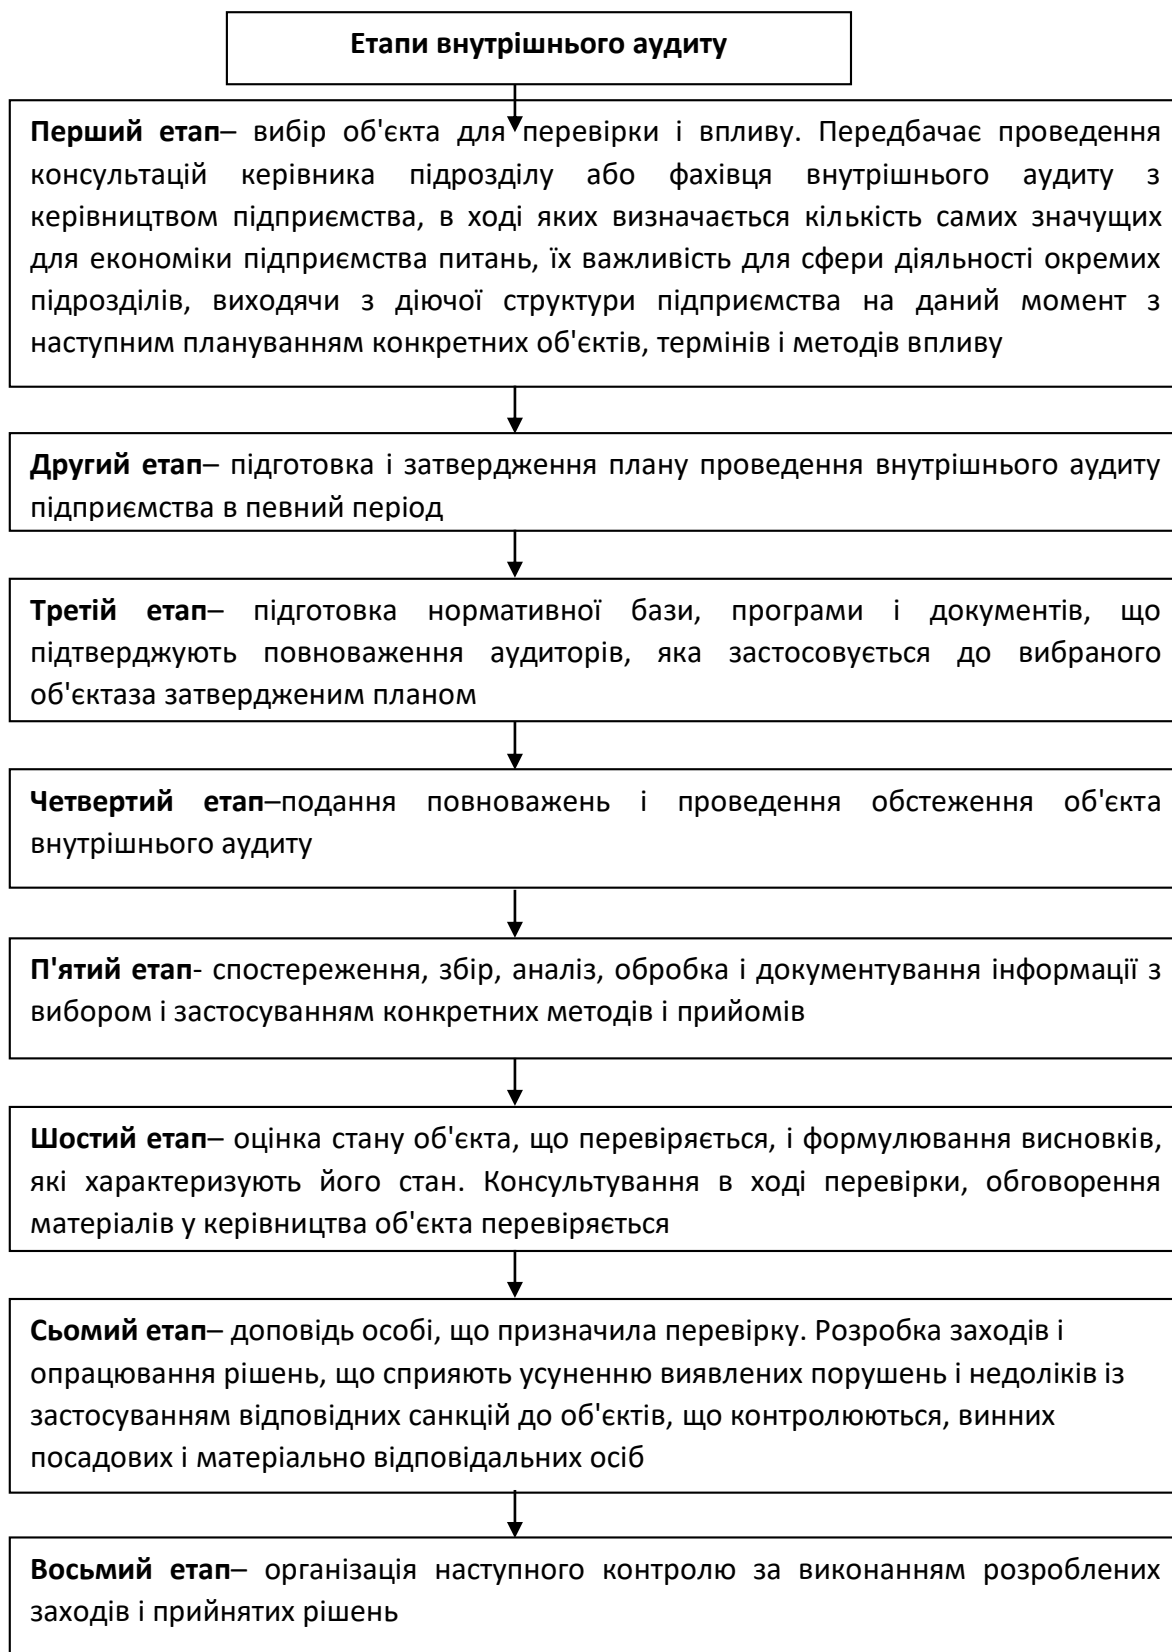 Етапи внутрішнього аудиту
Перший етап– вибір об'єкта для перевірки і впливу. Передбачає проведення
консультацій керівника підрозділу або фахівця внутрішнього аудиту з
керівництвом підприємства, в ході яких визначається кількість самих значущих
для економіки підприємства питань, їх важливість для сфери діяльності окремих
підрозділів, виходячи з діючої структури підприємства на даний момент з
наступним плануванням конкретних об'єктів, термінів і методів впливу
Другий етап– підготовка і затвердження плану проведення внутрішнього аудиту
підприємства в певний період
Третій етап– підготовка нормативної бази, програми і документів, що
підтверджують повноваження аудиторів, яка застосовується до вибраного
об'єктаза затвердженим планом
Четвертий етап–подання повноважень і проведення обстеження об'єкта
внутрішнього аудиту
П'ятий етап- спостереження, збір, аналіз, обробка і документування інформації з
вибором і застосуванням конкретних методів і прийомів
Шостий етап– оцінка стану об'єкта, що перевіряється, і формулювання висновків,
які характеризують його стан. Консультування в ході перевірки, обговорення
матеріалів у керівництва об'єкта перевіряється
Сьомий етап– доповідь особі, що призначила перевірку. Розробка заходів і
опрацювання рішень, що сприяють усуненню виявлених порушень і недоліків із
застосуванням відповідних санкцій до об'єктів, що контролюються, винних
посадових і матеріально відповідальних осіб
Восьмий етап– організація наступного контролю за виконанням розроблених
заходів і прийнятих рішень